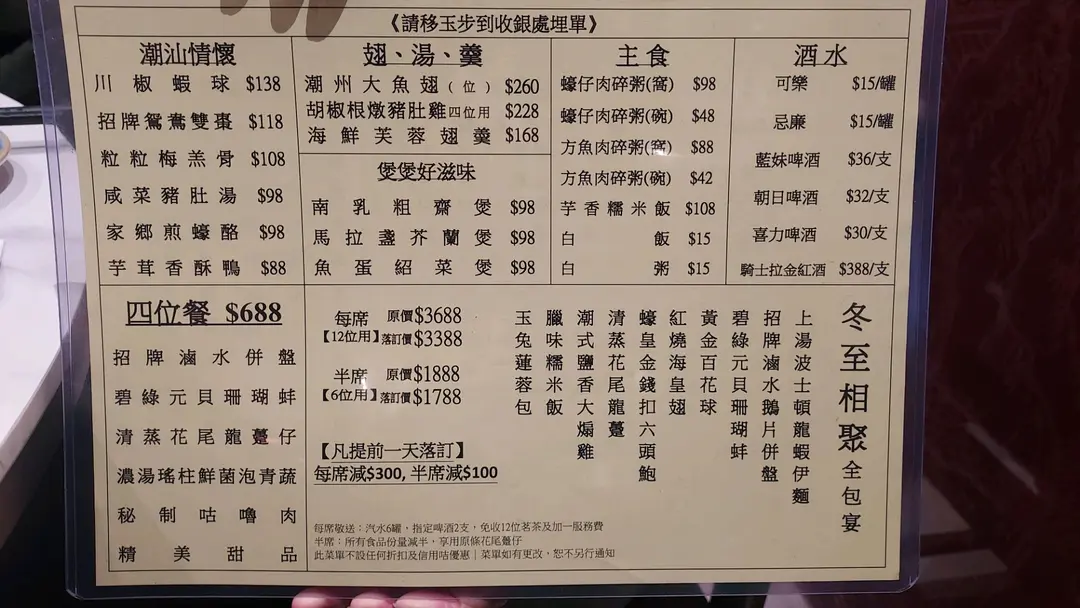 《請移玉步到收銀處埋單》
潮汕情懷
川椒蝦球 $138
招牌鴛鴦雙棗 $118
粒粒梅羔骨 $108
咸菜豬肚湯 $98
家鄉煎蠔酪 $98
芋茸香酥鴨 $88
翅、湯、羹
潮州大魚翅(位) $260
胡椒根燉豬肚雞四位用 $228
海鮮芙蓉翅羹 $168
煲煲好滋味
南乳粗齋煲 $98
馬拉盞芥蘭煲 $98
魚蛋紹菜煲 $98
主食
蠔仔肉碎粥(窩) $98
蠔仔肉碎粥(碗) $48
方魚肉碎粥(窩) $88
方魚肉碎粥(碗) $42
芋香糯米飯 $108
白飯 $15
白粥 $15
酒水
可樂 $15/罐
忌廉 $15/罐
藍妹啤酒 $36/支
朝日啤酒 $32/支
喜力啤酒 $30/支
騎士拉金紅酒 $388/支
四位餐 $688
招牌滷水併盤
碧綠元貝珊瑚蚌
清蒸花尾龍躉仔
濃湯瑤柱鮮菌泡青蔬
秘制咕嚕肉
精美甜品
每席 原價$3688
【12位用】落訂價$3388
半席 原價$1888
【6位用】落訂價$1788
【凡提前一天落訂】
每席減$300, 半席減$100
冬至相聚全包宴
上湯波士頓龍蝦伊麵
招牌滷水鵝片併盤
碧綠元貝珊瑚蚌
黃金百花球
紅燒海皇翅
蠔皇金錢扣六頭鮑
清蒸花尾龍躉
潮式鹽香大煽雞
臘味糯米飯
玉兔蓮蓉包
每席敬送：汽水6罐，指定啤酒2支，免收12位茗茶及加一服務費
半席：所有食品份量減半，享用原條花尾躉仔
此菜單不設任何折扣及信用咭優惠｜菜單如有更改，恕不另行通知